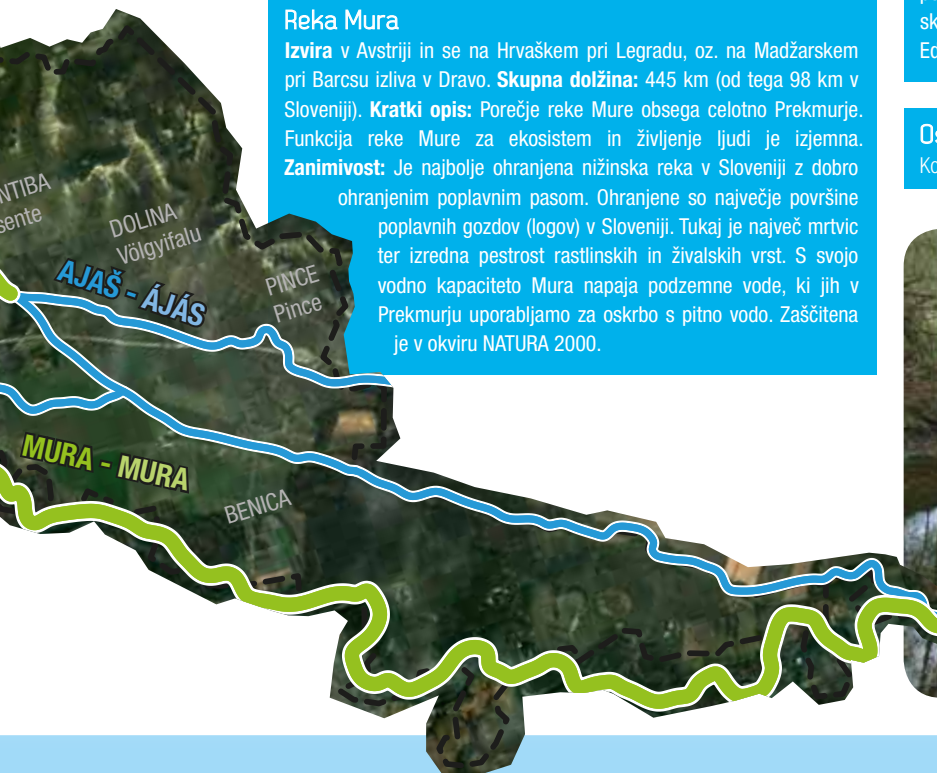 Reka Mura
Izvira v Avstriji in se na Hrvaškem pri Legradu, oz. na Madžarskem
pri Barcsu izliva v Dravo. Skupna dolžina: 445 km (od tega 98 km v
Sloveniji). Kratki opis: Porečje reke Mure obsega celotno Prekmurje.
Funkcija reke Mure za ekosistem in življenje ljudi je izjemna.
Zanimivost: Je najbolje ohranjena nižinska reka v Sloveniji z dobro
ohranjenim poplavnim pasom. Ohranjene so največje površine
poplavnih gozdov (logov) v Sloveniji. Tukaj je največ mrtvic
ter izredna pestrost rastlinskih in živalskih vrst. S svojo
vodno kapaciteto Mura napaja podzemne vode, ki jih v
Prekmurju uporabljamo za oskrbo s pitno vodo. Zaščitena
je v okviru NATURA 2000.
DOLINA
Völgyifalu
PINCE
Pince
AJAŠ - ÁJÁS
MURA - MURA
BENICA